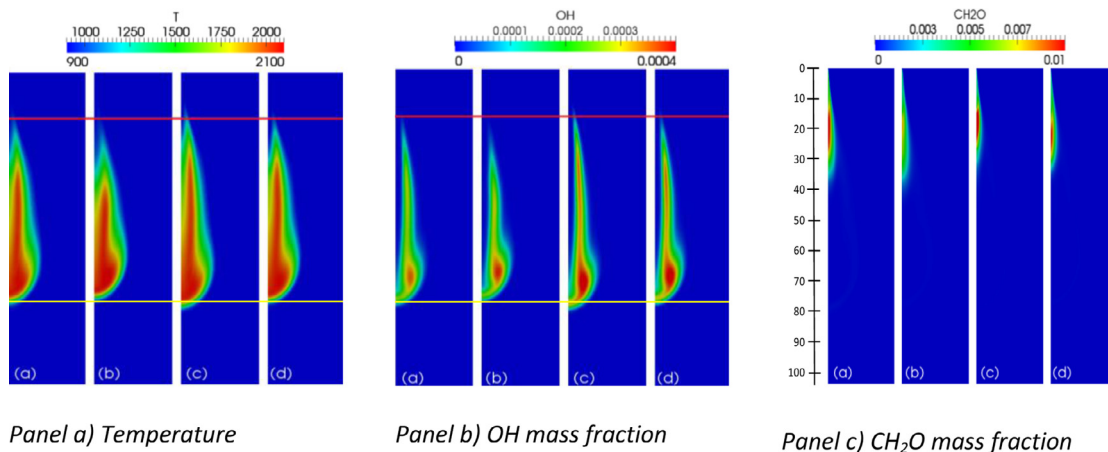 T
1000 1250 1500 1750 2000
900 2100
(a) (b) (c) (d)
Panel a) Temperature
OH
0.0001 0.0002 0.0003
0 0.0004
(a) (b) (c) (d)
Panel b) OH mass fraction
CH2O
0.003 0.005 0.007
0 0.01
0
10
20
30
40
50
60
70
80
90
100
(a) (b) (c) (d)
Panel c) CH₂O mass fraction